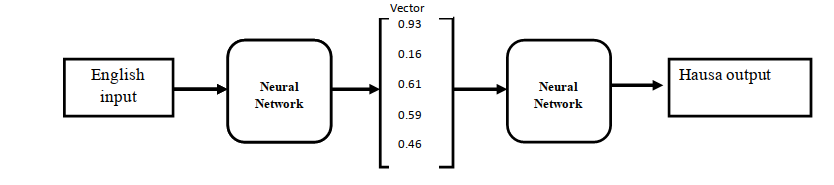 English
input
Neural
Network
Vector
0.93
0.16
0.61
0.59
0.46
Neural
Network
Hausa output